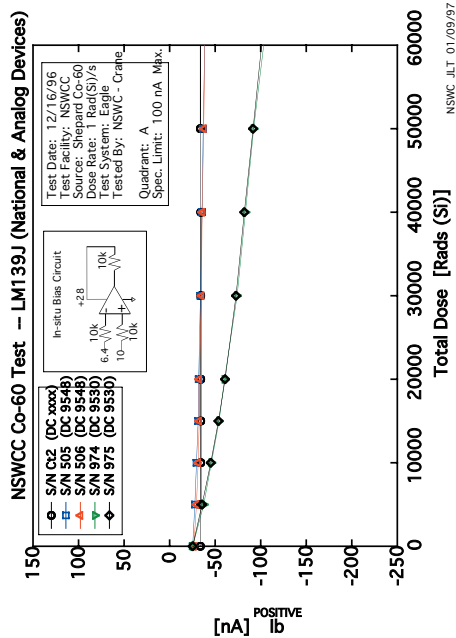 NSWCC Co-60 Test – LM139J (National & Analog Devices)
S/N Ct2 (DC xxxx)
S/N 505 (DC 9548)
S/N 506 (DC 9548)
S/N 974 (DC 9530)
S/N 975 (DC 9530)
In-situ Bias Circuit
+28
6.4
10k
10k
10
10k
–
+
Test Date: 12/16/96
Test Facility: NSWCC
Source: Shepard Co-60
Dose Rate: 1 Rad(Si)/s
Test System: Eagle
Tested By: NSWC - Crane
Quadrant: A
Spec. Limit: 100 nA Max.
150
100
50
0
-50
-100
-150
-200
-250
[nA] Ib POSITIVE
0
10000
20000
30000
40000
50000
60000
Total Dose [Rads (Si)]
NSWC JLT 01/09/97